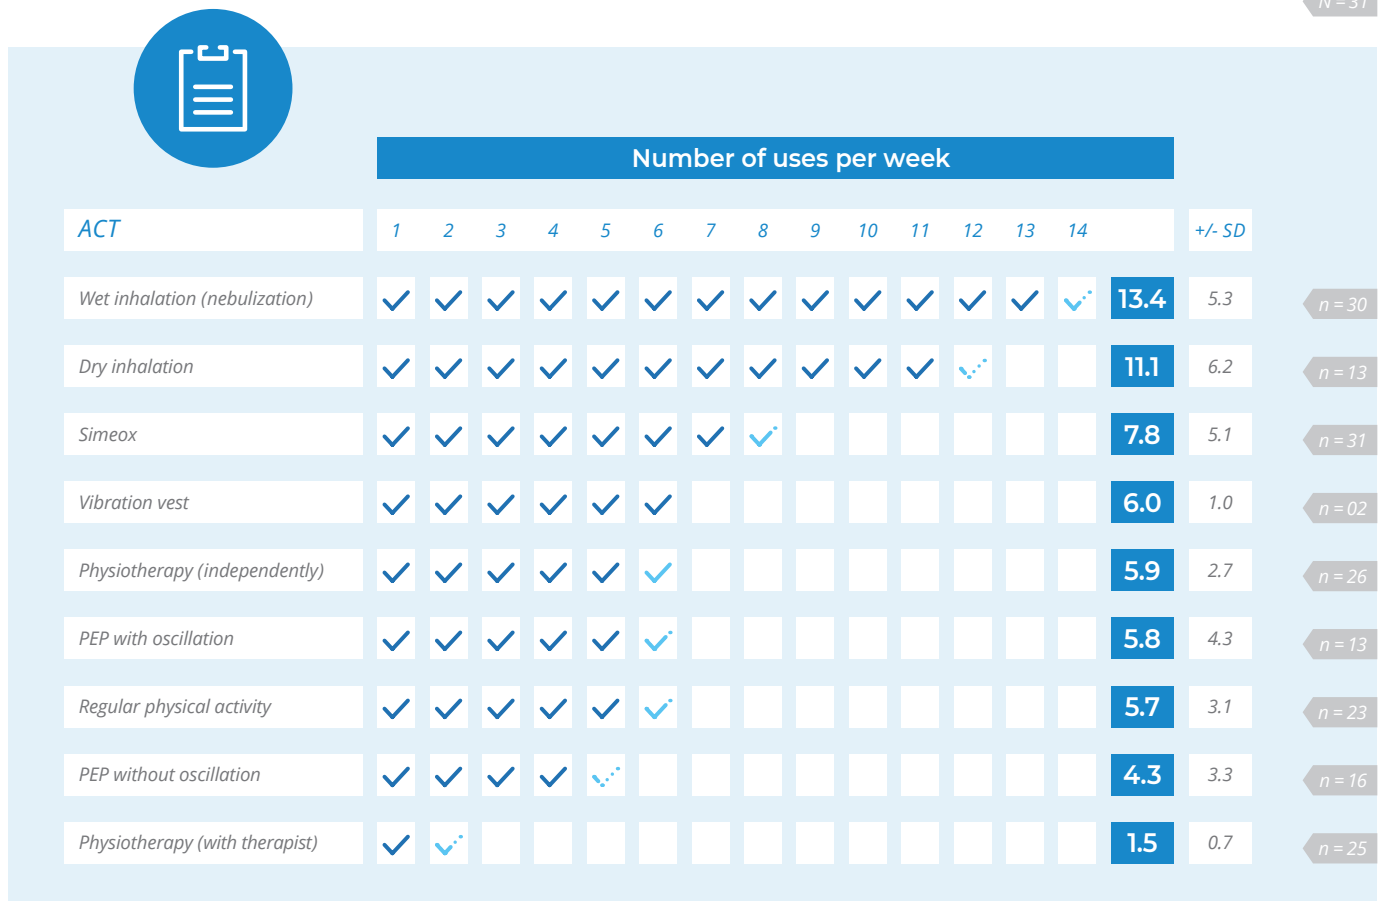 N = 31
Number of uses per week
ACT 1 2 3 4 5 6 7 8 9 10 11 12 13 14 +/- SD
Wet inhalation (nebulization) 13.4 5.3 n = 30
Dry inhalation 11.1 6.2 n = 13
Simeox 7.8 5.1 n = 31
Vibration vest 6.0 1.0 n = 02
Physiotherapy (independently) 5.9 2.7 n = 26
PEP with oscillation 5.8 4.3 n = 13
Regular physical activity 5.7 3.1 n = 23
PEP without oscillation 4.3 3.3 n = 16
Physiotherapy (with therapist) 1.5 0.7 n = 25